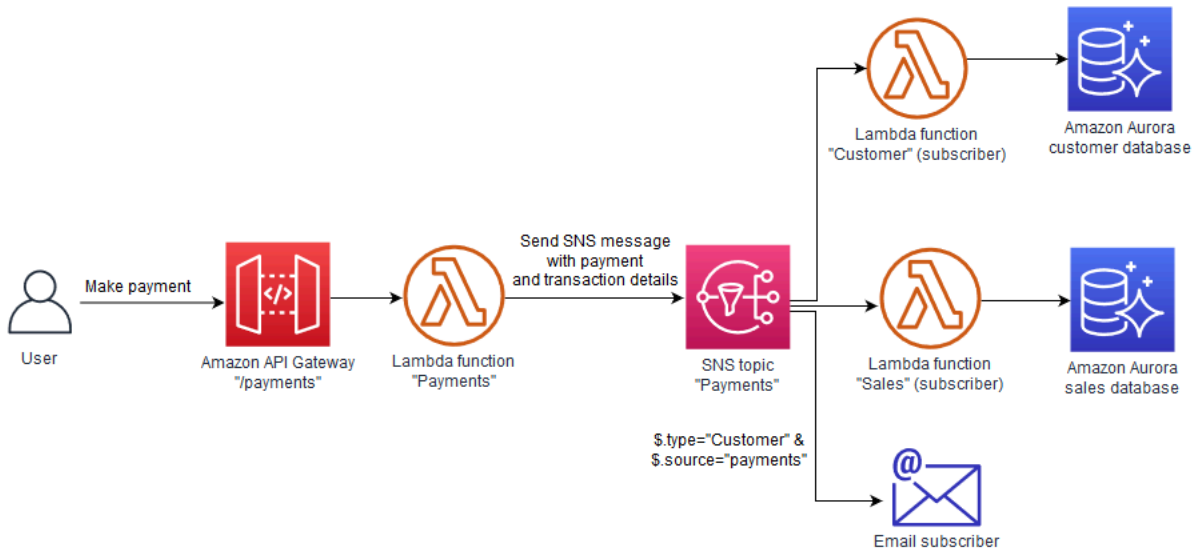 Make payment
User
Amazon API Gateway
"/payments"
Lambda function
"Payments"
Send SNS message
with payment
and transaction details
SNS topic
"Payments"
Lambda function
"Customer" (subscriber)
Amazon Aurora
customer database
Lambda function
"Sales" (subscriber)
Amazon Aurora
sales database
$.type="Customer" &
$.source="payments"
@
Email subscriber